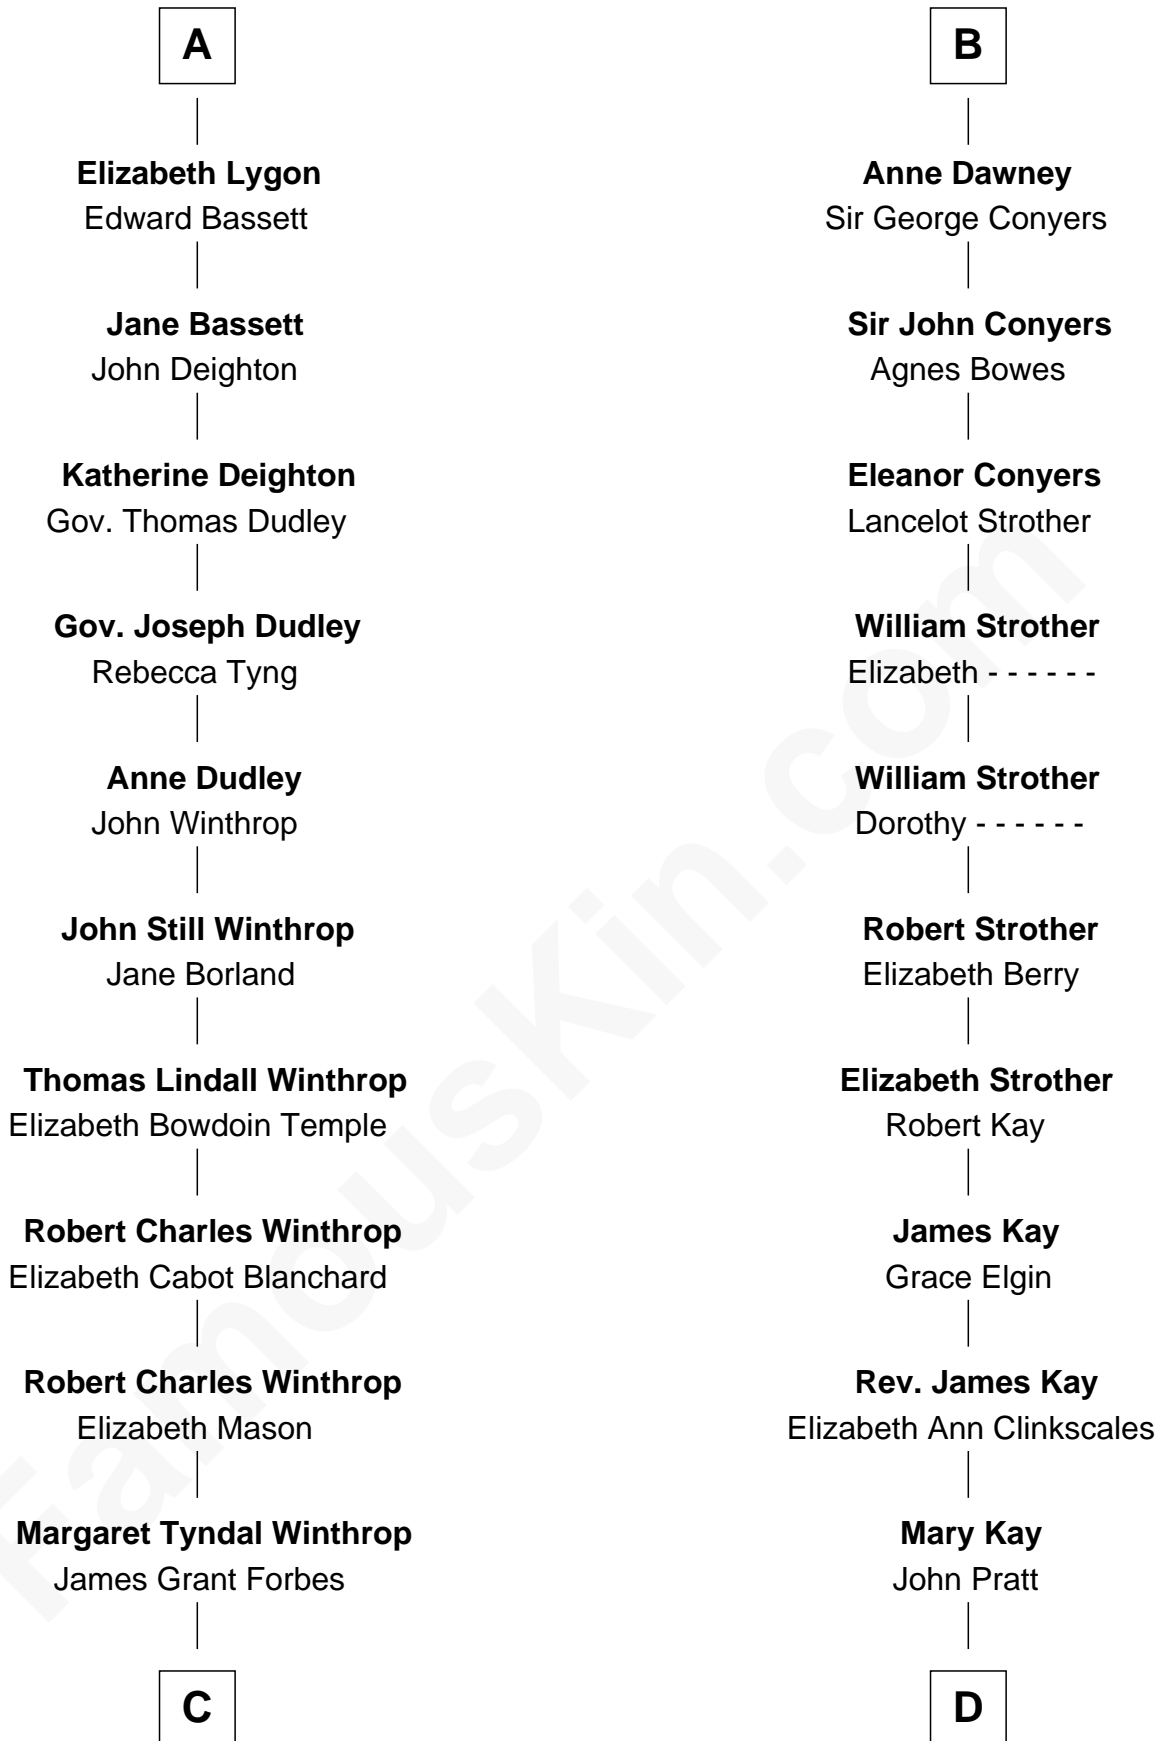 A
Elizabeth Lygon
Edward Bassett
Jane Bassett
John Deighton
Katherine Deighton
Gov. Thomas Dudley
Gov. Joseph Dudley
Rebecca Tyng
Anne Dudley
John Winthrop
John Still Winthrop
Jane Borland
Thomas Lindall Winthrop
Elizabeth Bowdoin Temple
Robert Charles Winthrop
Elizabeth Cabot Blanchard
Robert Charles Winthrop
Elizabeth Mason
Margaret Tyndal Winthrop
James Grant Forbes
C
B
Anne Dawney
Sir George Conyers
Sir John Conyers
Agnes Bowes
Eleanor Conyers
Lancelot Strother
William Strother
Elizabeth - - - - - -
William Strother
Dorothy - - - - - -
Robert Strother
Elizabeth Berry
Elizabeth Strother
Robert Kay
James Kay
Grace Elgin
Rev. James Kay
Elizabeth Ann Clinkscales
Mary Kay
John Pratt
D
FamousKin.com